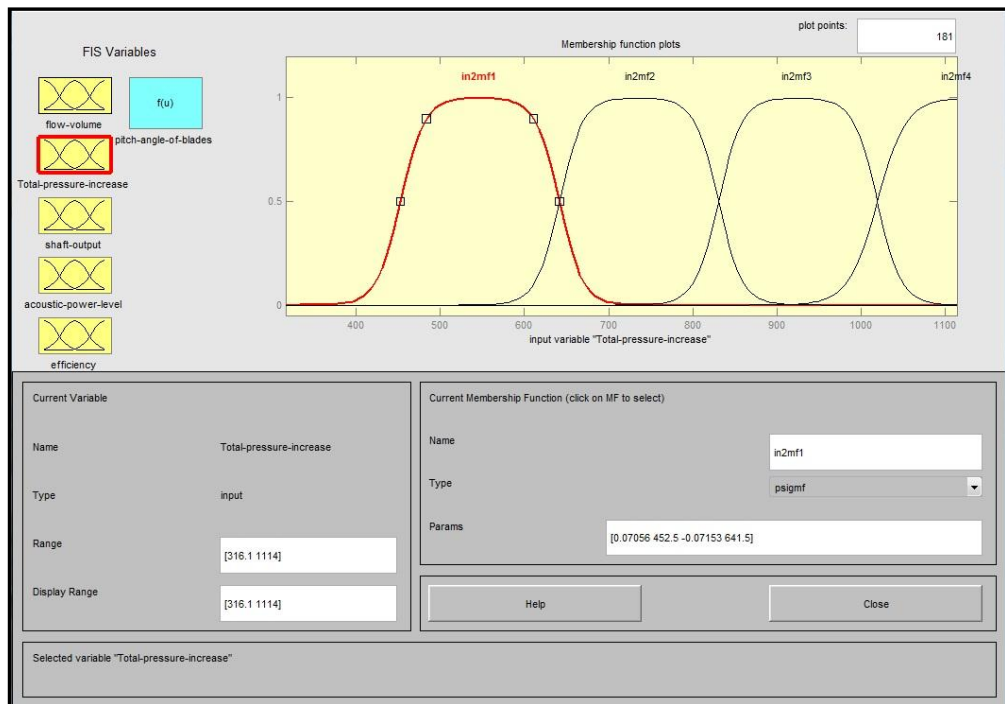 plot points:
181
FIS Variables
Membership function plots
f(u)
flow-volume
pitch-angle-of-blades
Total-pressure-increase
shaft-output
acoustic-power-level
efficiency
in2mf1
in2mf2
in2mf3
in2mf4
1
0.5
0
400
500
600
700
800
900
1000
1100
input variable "Total-pressure-increase"
Current Variable
Name
Total-pressure-increase
Type
input
Range
[316.1 1114]
Display Range
[316.1 1114]
Current Membership Function (click on MF to select)
Name
in2mf1
Type
psigmf
Params
[0.07056 452.5 -0.07153 641.5]
Help
Close
Selected variable "Total-pressure-increase"